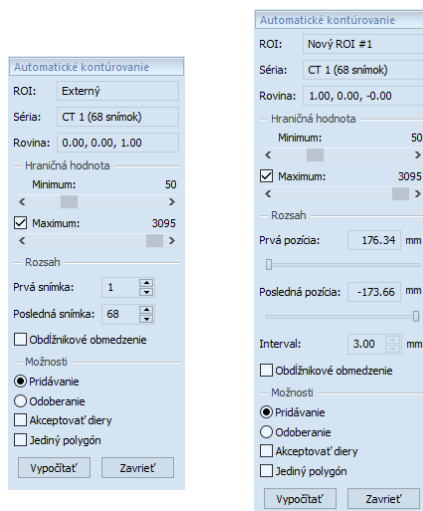 Automatické kontúrovanie
ROI: Externý
Séria: CT 1 (68 snímok)
Rovina: 0.00, 0.00, 1.00
Hraničná hodnota
Minimum: 50
Maximum: 3095
Rozsah
Prvá snímka: 1
Posledná snímka: 68
Obdĺžnikové obmedzenie
Možnosti
Pridávanie
Odoberanie
Akceptovať diery
Jediný polygón
Vypočítať Zavrieť
Automatické kontúrovanie
ROI: Nový ROI #1
Séria: CT 1 (68 snímok)
Rovina: 1.00, 0.00, -0.00
Hraničná hodnota
Minimum: 50
Maximum: 3095
Rozsah
Prvá pozícia: 176.34 mm
Posledná pozícia: -173.66 mm
Interval: 3.00 mm
Obdĺžnikové obmedzenie
Možnosti
Pridávanie
Odoberanie
Akceptovať diery
Jediný polygón
Vypočítať Zavrieť